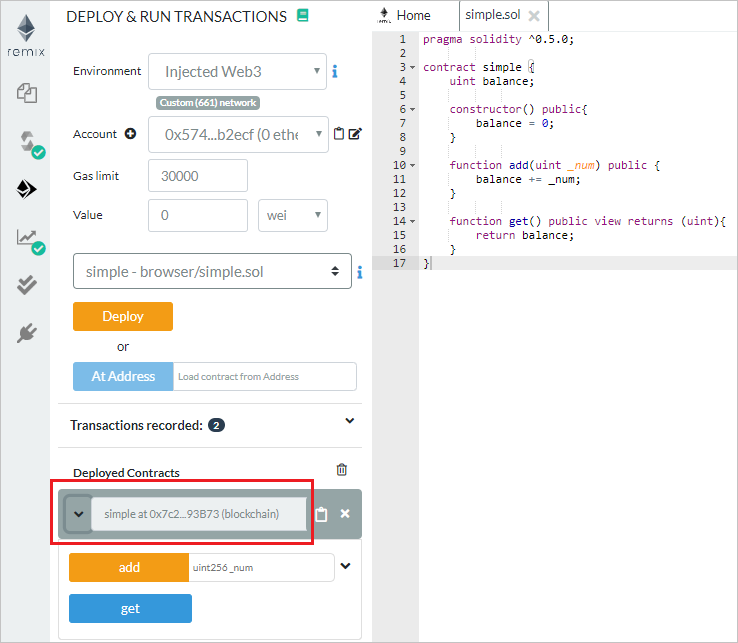 remix
DEPLOY & RUN TRANSACTIONS
Environment
Injected Web3
Custom (661) network
Account
0x574...b2ecf (0 ethe
Gas limit
30000
Value
0
wei
simple - browser/simple.sol
Deploy
or
At Address
Load contract from Address
Transactions recorded: 2
Deployed Contracts
simple at 0x7c2...93B73 (blockchain)
add
uint256 _num
get
Home
simple.sol
1 pragma solidity ^0.5.0;
2
3 contract simple {
4 uint balance;
5
6 constructor() public{
7 balance = 0;
8 }
9
10 function add(uint _num) public {
11 balance += _num;
12 }
13
14 function get() public view returns (uint){
15 return balance;
16 }
17 }